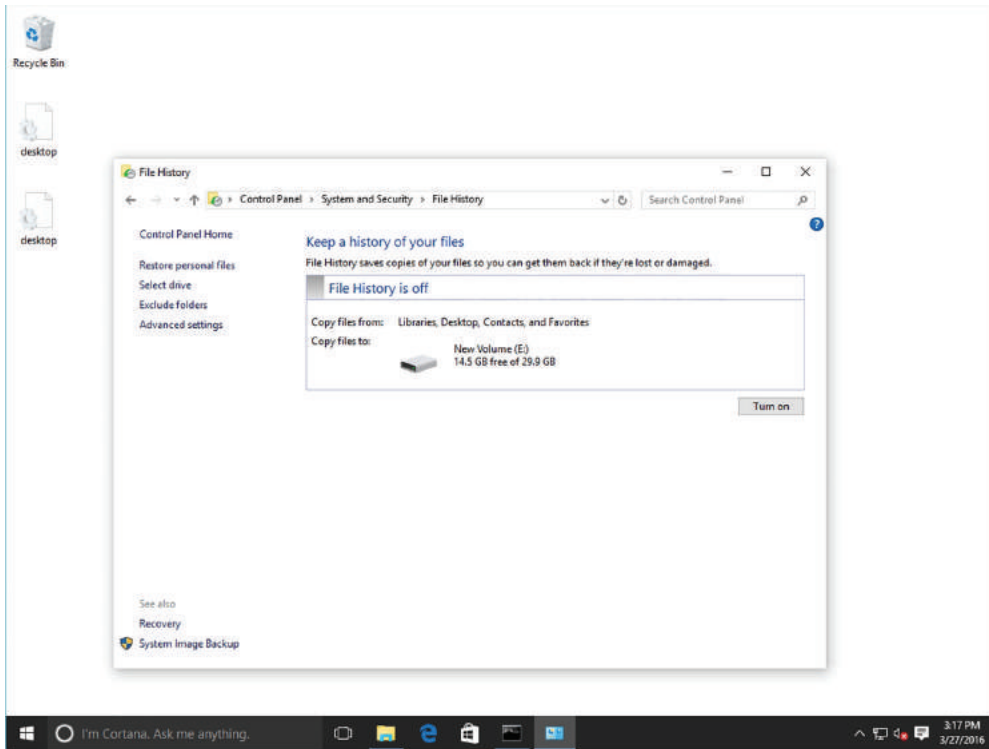 Recycle Bin
desktop
desktop
File History
Control Panel › System and Security › File History
Search Control Panel
Control Panel Home
Restore personal files
Select drive
Exclude folders
Advanced settings
Keep a history of your files
File History saves copies of your files so you can get them back if they're lost or damaged.
File History is off
Copy files from: Libraries, Desktop, Contacts, and Favorites
Copy files to:
New Volume (E:)
14.5 GB free of 29.9 GB
Turn on
See also
Recovery
System Image Backup
I'm Cortana. Ask me anything.
3:17 PM
3/27/2016